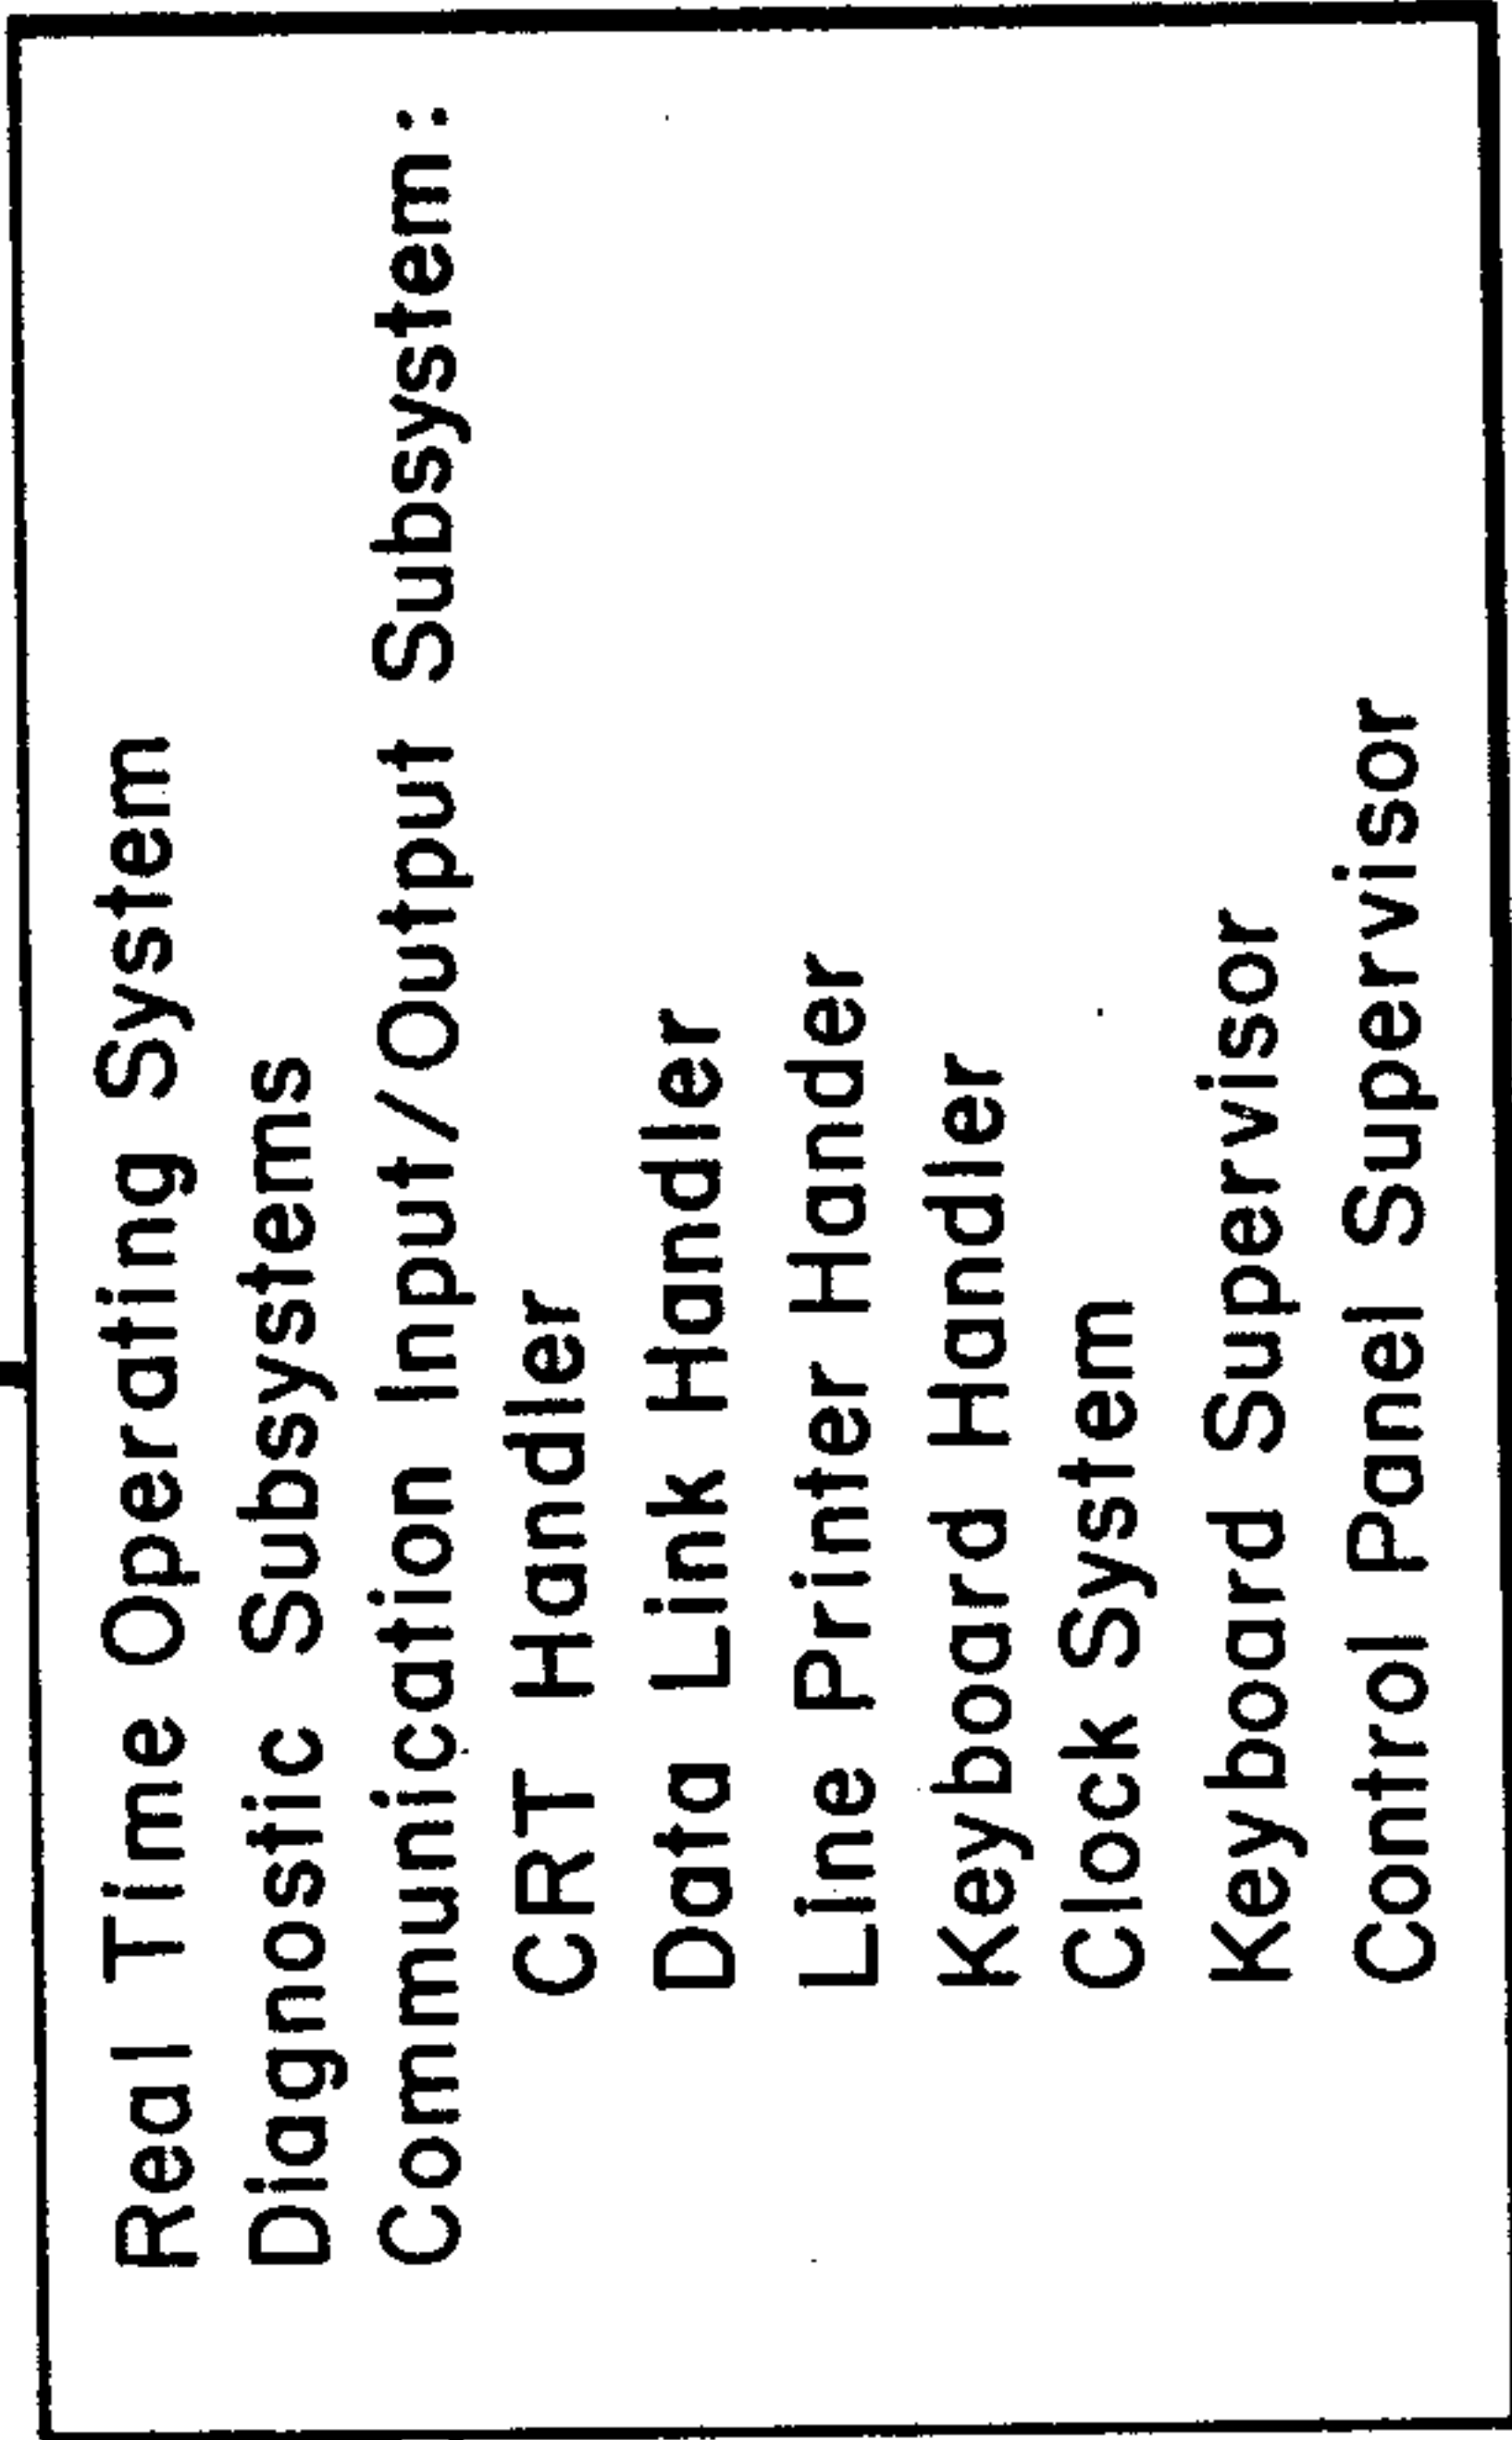 Real Time Operating System
Diagnostic Subsystems
Communication Input/Output Subsystem:
CRT Handler
Data Link Handler
Line Printer Hander
Keyboard Handler
Clock System
Keyboard Supervisor
Control Panel Supervisor